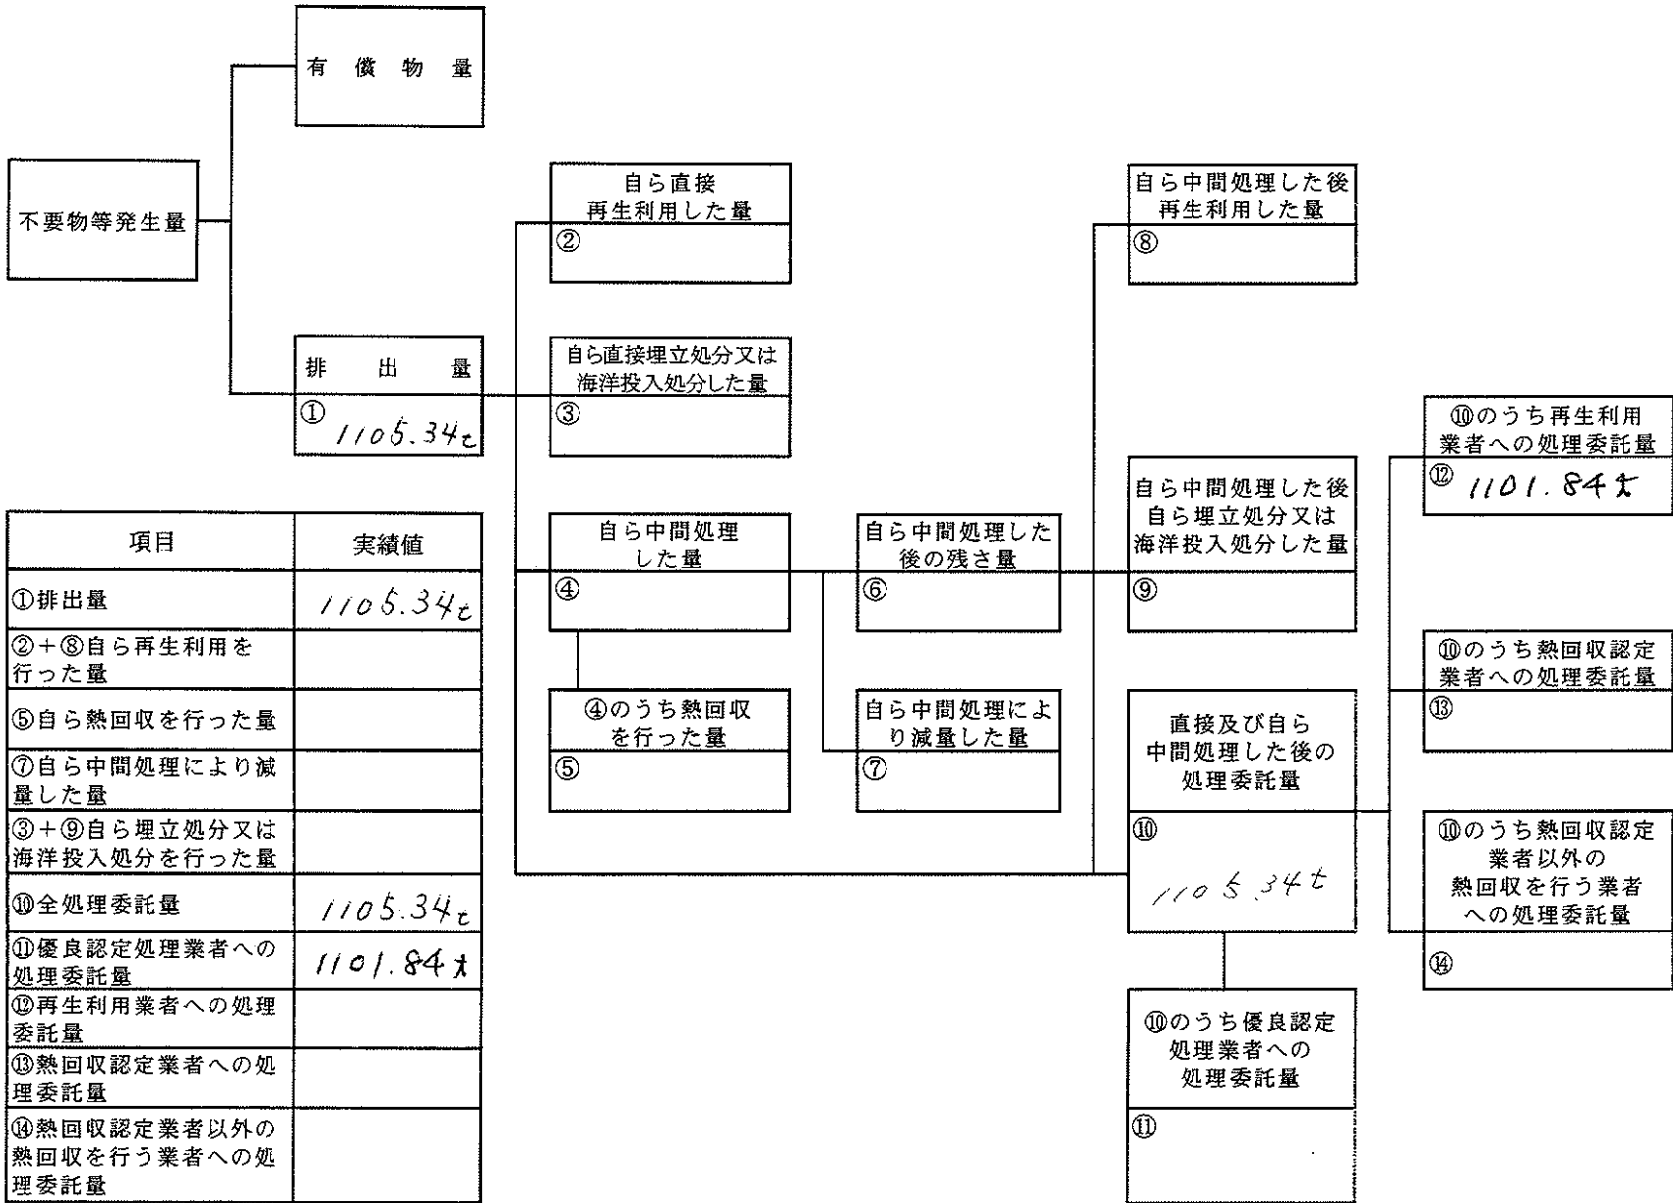 有償物量
不要物等発生量
排出量
① 1105.34t
自ら直接
再生利用した量
②
自ら直接埋立処分又は
海洋投入処分した量
③
自ら中間処理
した量
④
④のうち熱回収
を行った量
⑤
自ら中間処理した
後の残さ量
⑥
自ら中間処理によ
り減量した量
⑦
自ら中間処理した後
再生利用した量
⑧
自ら中間処理した後
自ら埋立処分又は
海洋投入処分した量
⑨
直接及び自ら
中間処理した後の
処理委託量
⑩
1105.34t
⑩のうち優良認定
処理業者への
処理委託量
⑪
⑩のうち再生利用
業者への処理委託量
⑫ 1101.84t
⑩のうち熱回収認定
業者への処理委託量
⑬
⑩のうち熱回収認定
業者以外の
熱回収を行う業者
への処理委託量
⑭
項目 実績値
①排出量 1105.34t
②+⑧自ら再生利用を
行った量
⑤自ら熱回収を行った量
⑦自ら中間処理により減
量した量
③+⑨自ら埋立処分又は
海洋投入処分を行った量
⑩全処理委託量 1105.34t
⑪優良認定処理業者への
処理委託量 1101.84t
⑫再生利用業者への処理
委託量
⑬熱回収認定業者への処
理委託量
⑭熱回収認定業者以外の
熱回収を行う業者への処
理委託量